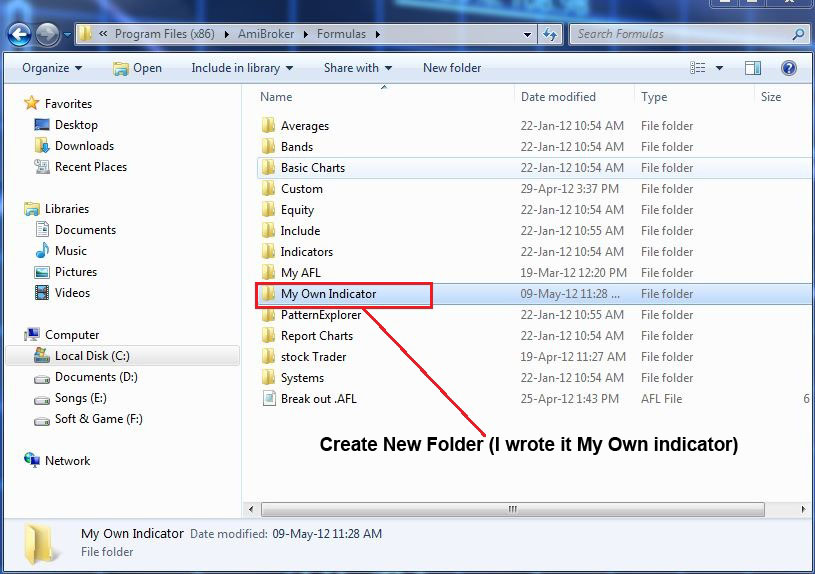 « Program Files (x86) ▸ AmiBroker ▸ Formulas ▸ Search Formulas
Organize Open Include in library Share with New folder
Name Date modified Type Size
Favorites
Desktop
Downloads
Recent Places
Libraries
Documents
Music
Pictures
Videos
Computer
Local Disk (C:)
Documents (D:)
Songs (E:)
Soft & Game (F:)
Network
Averages 22-Jan-12 10:54 AM File folder
Bands 22-Jan-12 10:54 AM File folder
Basic Charts 22-Jan-12 10:54 AM File folder
Custom 29-Apr-12 3:37 PM File folder
Equity 22-Jan-12 10:54 AM File folder
Include 22-Jan-12 10:55 AM File folder
Indicators 22-Jan-12 10:54 AM File folder
My AFL 19-Mar-12 12:20 PM File folder
My Own Indicator 09-May-12 11:28 ... File folder
PatternExplorer 22-Jan-12 10:55 AM File folder
Report Charts 22-Jan-12 10:54 AM File folder
stock Trader 19-Apr-12 11:27 AM File folder
Systems 22-Jan-12 10:54 AM File folder
Break out .AFL 25-Apr-12 1:43 PM AFL File 6
Create New Folder (I wrote it My Own indicator)
My Own Indicator Date modified: 09-May-12 11:28 AM
File folder